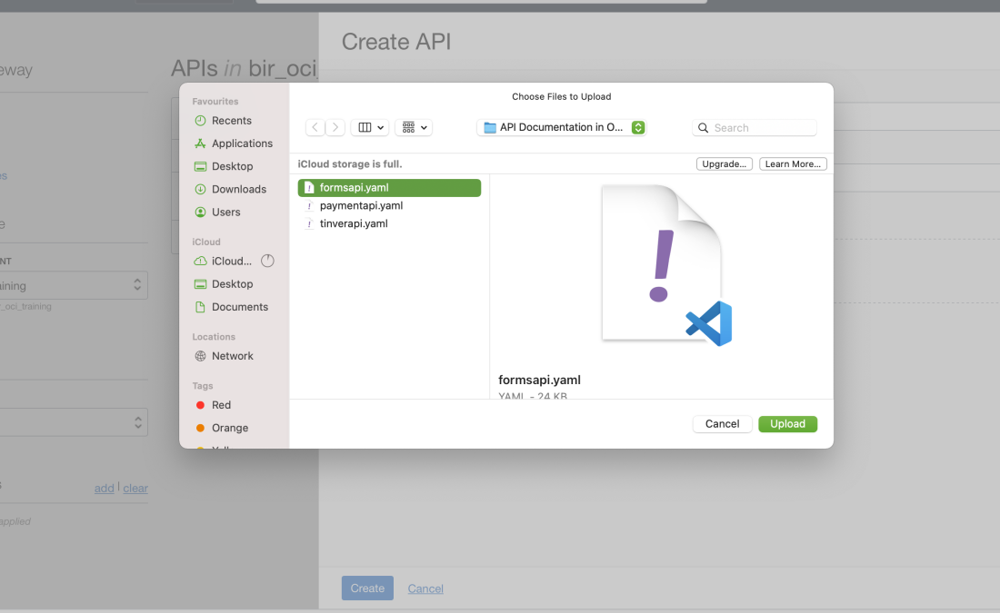 Create API
eway
APIs in bir_oci_
Choose Files to Upload
Favourites
Recents
Applications
Desktop
Downloads
Users
iCloud
iCloud...
Desktop
Documents
Locations
Network
Tags
Red
Orange
API Documentation in O...
Search
iCloud storage is full.
Upgrade...
Learn More...
formsapi.yaml
paymentapi.yaml
tinverapi.yaml
formsapi.yaml
YAML - 24 KB
Cancel
Upload
es
e
NT
aining
_oci_training
s
add | clear
applied
Create
Cancel